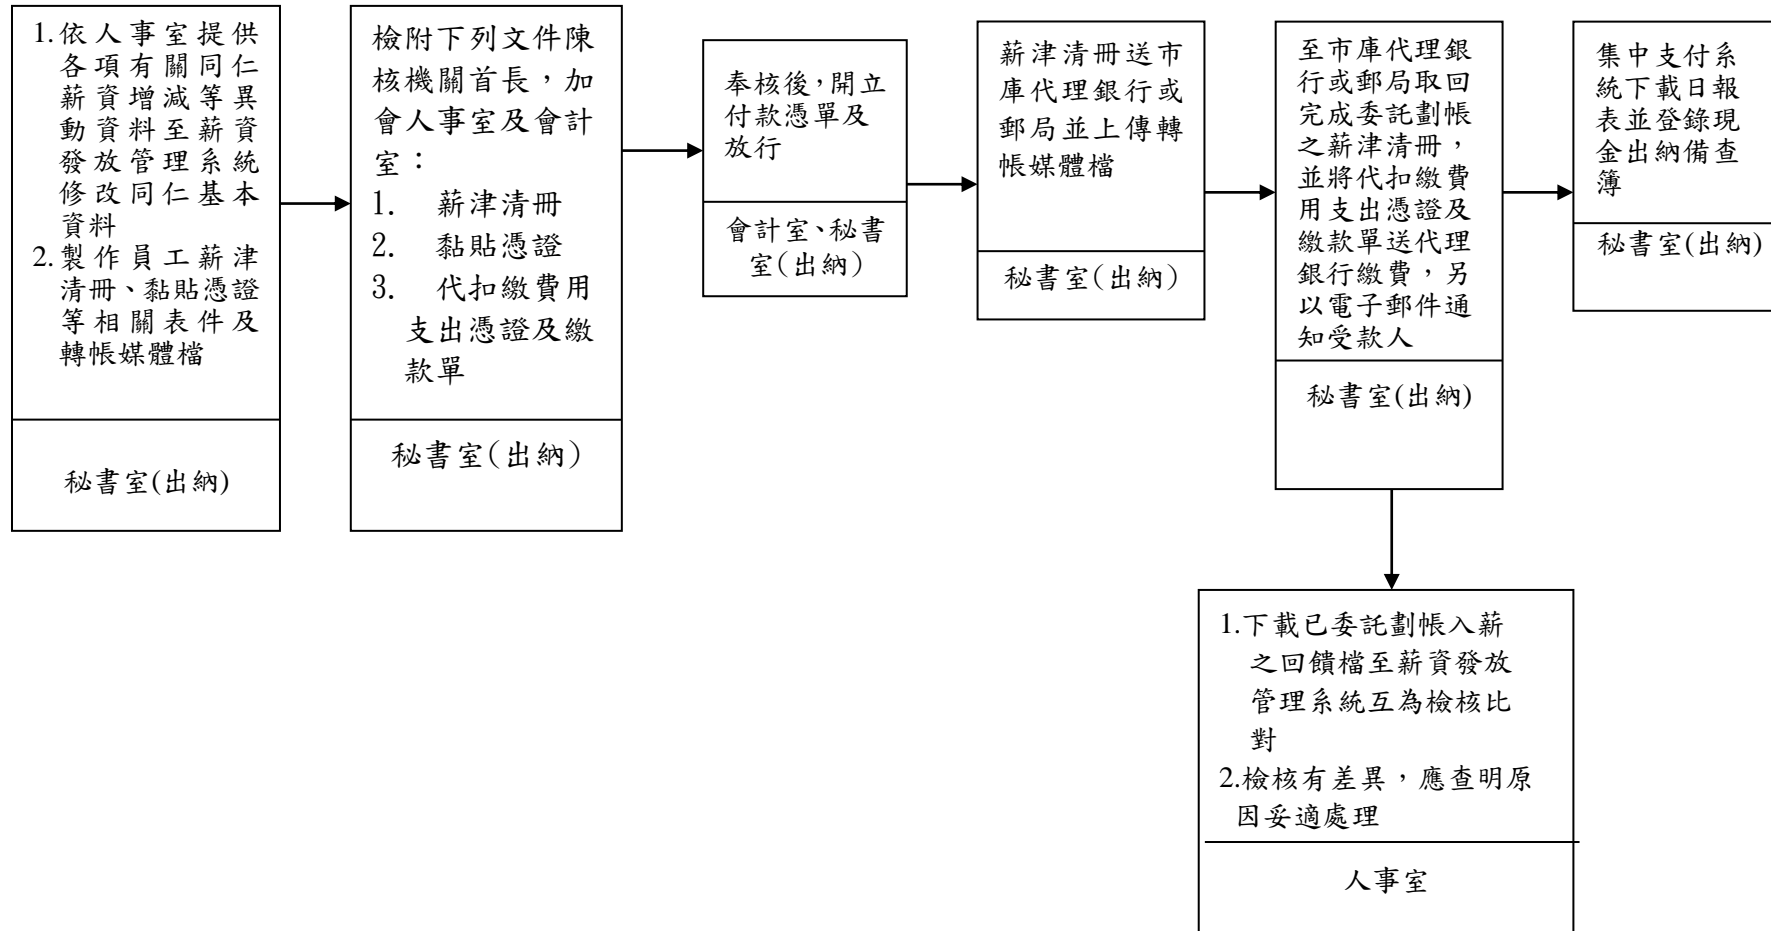 1.依人事室提供
各項有關同仁
薪資增減等異
動資料至薪資
發放管理系統
修改同仁基本
資料
2.製作員工薪津
清冊、黏貼憑證
等相關表件及
轉帳媒體檔
秘書室(出納)
檢附下列文件陳
核機關首長，加
會人事室及會計
室：
1. 薪津清冊
2. 黏貼憑證
3. 代扣繳費用
支出憑證及繳
款單
秘書室(出納)
奉核後，開立
付款憑單及
放行
會計室、秘書
室(出納)
薪津清冊送市
庫代理銀行或
郵局並上傳轉
帳媒體檔
秘書室(出納)
至市庫代理銀
行或郵局取回
完成委託劃帳
之薪津清冊，
並將代扣繳費
用支出憑證及
繳款單送代理
銀行繳費，另
以電子郵件通
知受款人
秘書室(出納)
集中支付系
統下載日報
表並登錄現
金出納備查
簿
秘書室(出納)
1.下載已委託劃帳入薪
之回饋檔至薪資發放
管理系統互為檢核比
對
2.檢核有差異，應查明原
因妥適處理
人事室